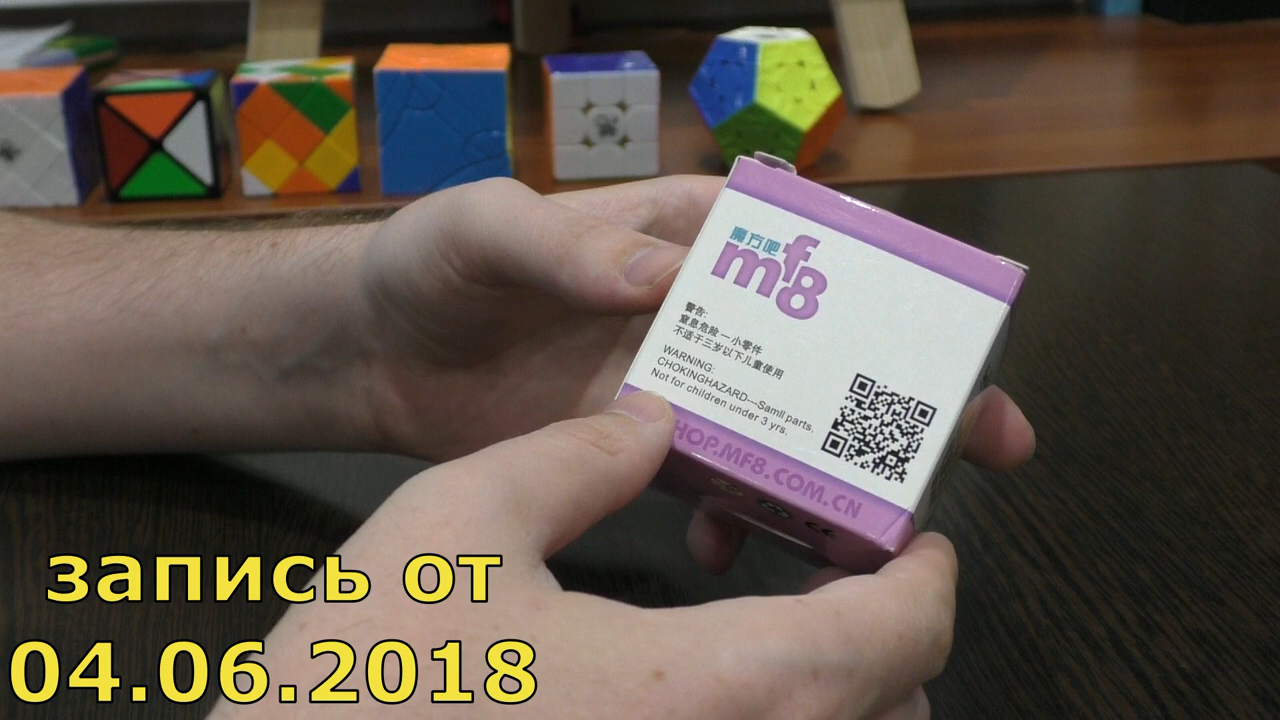 魔方吧
mf8
警告:
窒息危险一小零件
不适于三岁以下儿童使用
WARNING:
CHOKINGHAZARD---Samll parts.
Not for children under 3 yrs.
HOP.MF8.COM.CN
CE
запись от
04.06.2018